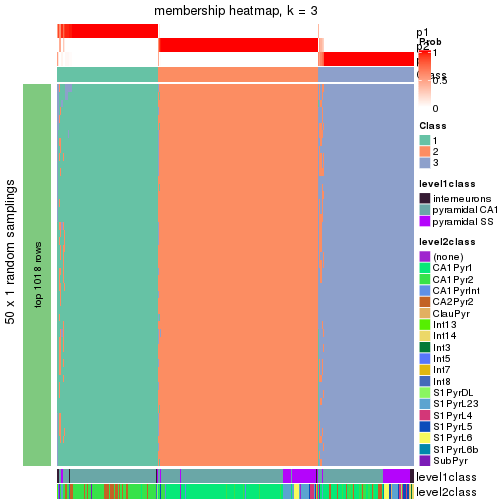 membership heatmap, k = 3
p1
p2
Prob
1
0.5
0
Class
1
2
3
level1class
interneurons
pyramidal CA1
pyramidal SS
level2class
(none)
CA1Pyr1
CA1Pyr2
CA1PyrInt
CA2Pyr2
ClauPyr
Int13
Int14
Int3
Int5
Int7
Int8
S1PyrDL
S1PyrL23
S1PyrL4
S1PyrL5
S1PyrL6
S1PyrL6b
SubPyr
50 x 1 random samplings
top 1018 rows
level1class
level2class